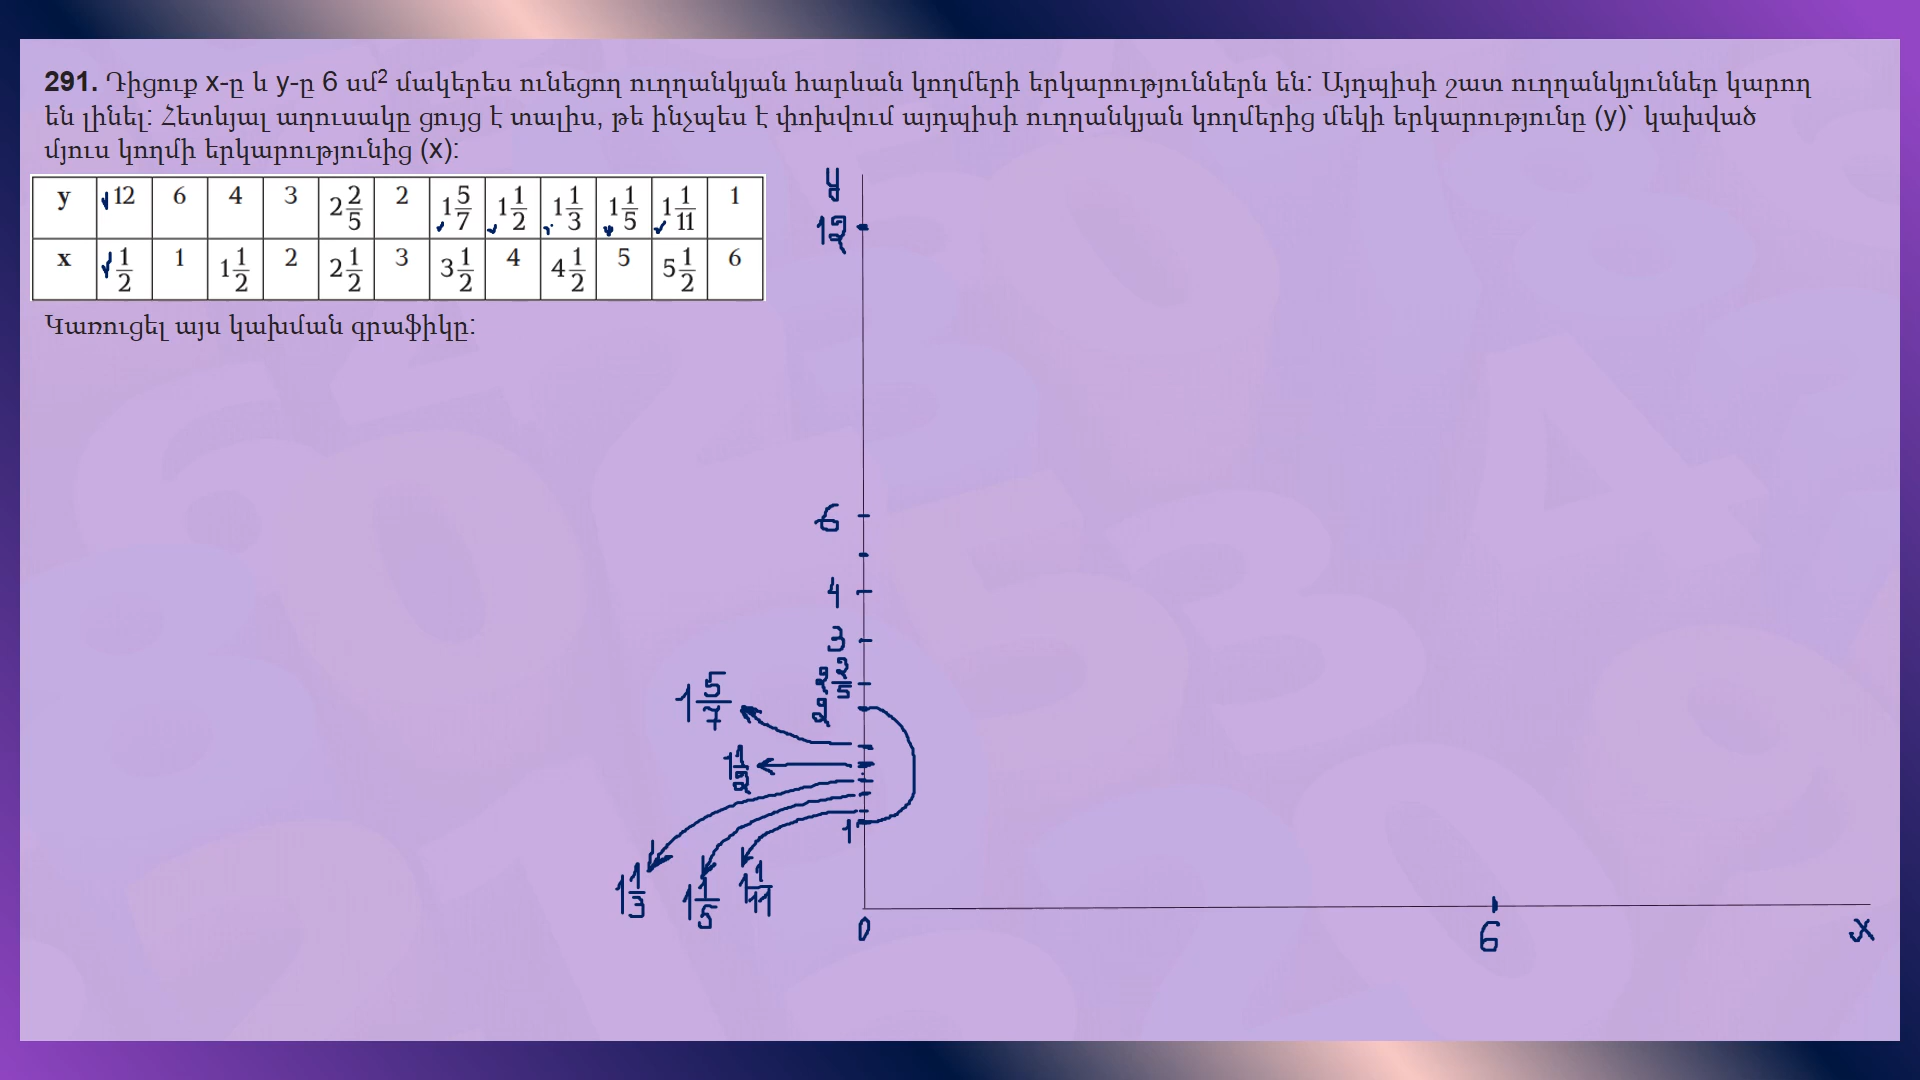 291. Դիցուք x-ը և y-ը 6 սմ² մակերես ունեցող ուղղանկյան հարևան կողմերի երկարություններն են: Այդպիսի շատ ուղղանկյուններ կարող
են լինել: Հետևյալ աղուսակը ցույց է տալիս, թե ինչպես է փոխվում այդպիսի ուղղանկյան կողմերից մեկի երկարությունը (y)` կախված
մյուս կողմի երկարությունից (x):
y 12 6 4 3 2 2/5 2 1 5/7 1 1/2 1 1/3 1 1/5 1 1/11 1
x 1/2 1 1 1/2 2 2 1/2 3 3 1/2 4 4 1/2 5 5 1/2 6
Կառուցել այս կախման գրաֆիկը:
y
12
6
4
3
2 2/5
2
1 5/7
1 1/2
1
1 1/3 1 1/5 1 1/11
0 6 x